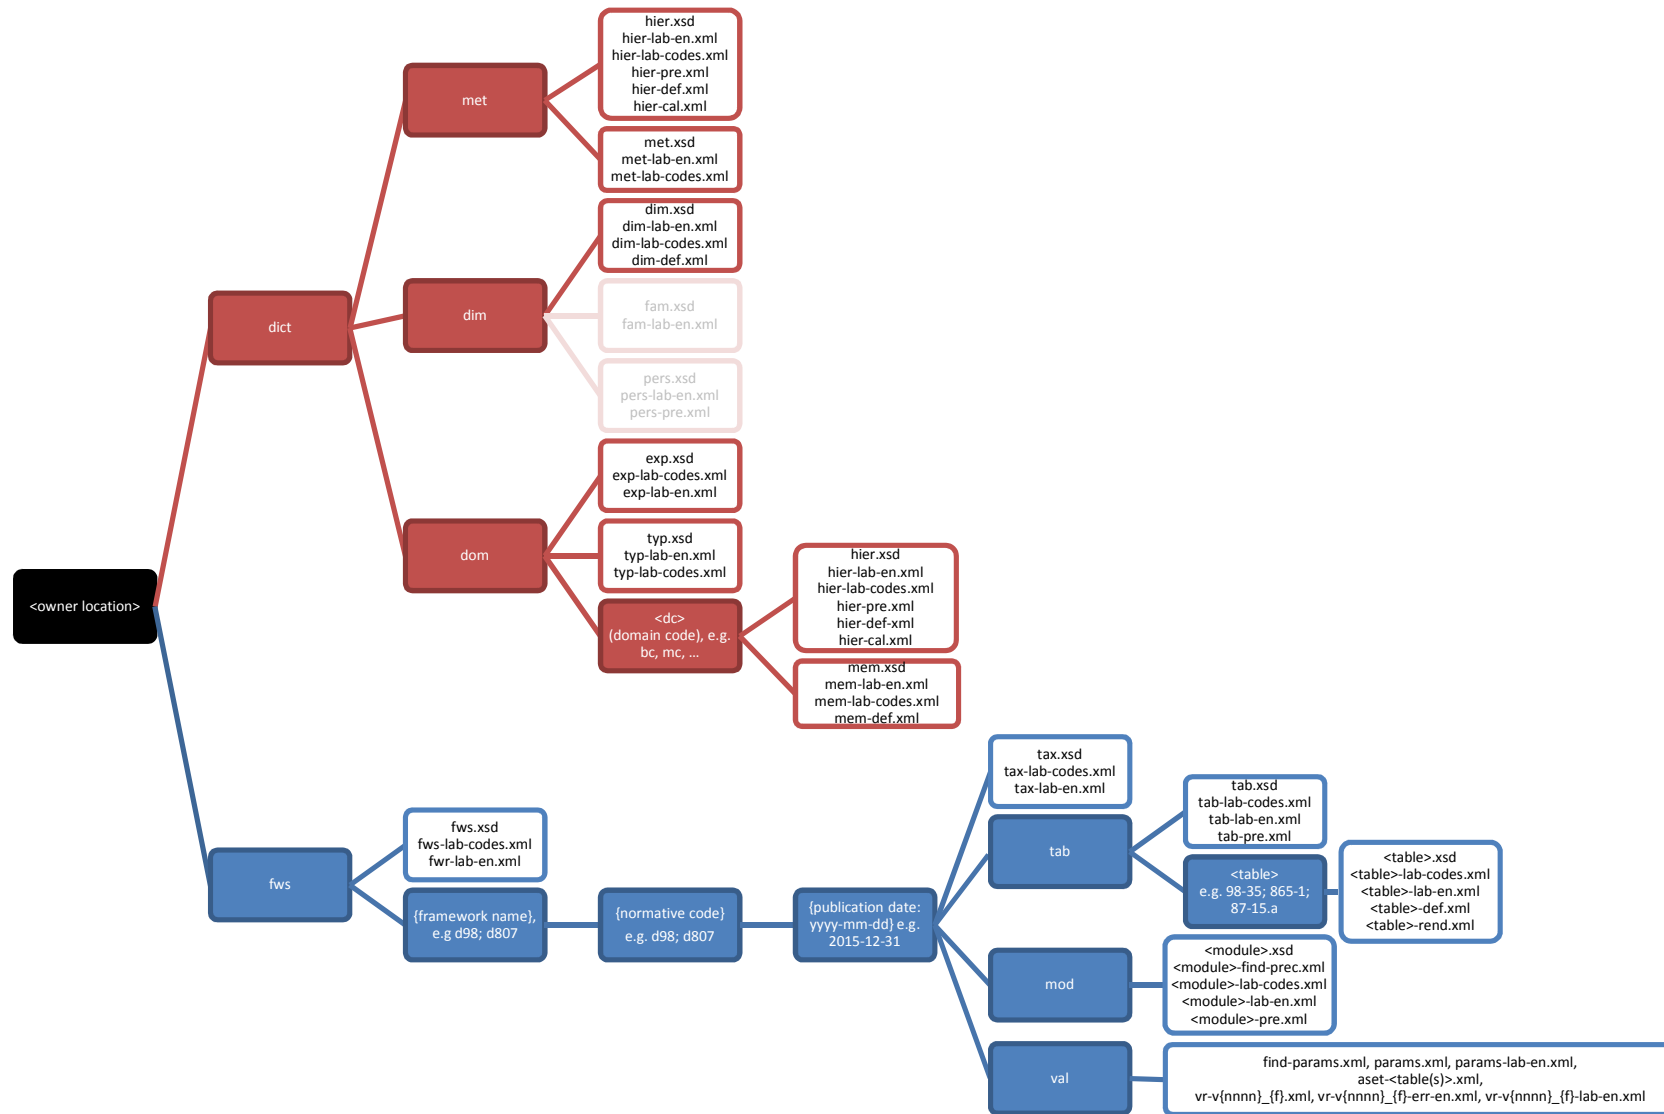 hier.xsd
hier-lab-en.xml
hier-lab-codes.xml
hier-pre.xml
hier-def.xml
hier-cal.xml
met
met.xsd
met-lab-en.xml
met-lab-codes.xml
dim.xsd
dim-lab-en.xml
dim-lab-codes.xml
dim-def.xml
dict
dim
fam.xsd
fam-lab-en.xml
pers.xsd
pers-lab-en.xml
pers-pre.xml
exp.xsd
exp-lab-codes.xml
exp-lab-en.xml
dom
typ.xsd
typ-lab-en.xml
typ-lab-codes.xml
<owner location>
<dc>
(domain code), e.g.
bc, mc, ...
hier.xsd
hier-lab-en.xml
hier-lab-codes.xml
hier-pre.xml
hier-def-xml
hier-cal.xml
mem.xsd
mem-lab-en.xml
mem-lab-codes.xml
mem-def.xml
tax.xsd
tax-lab-codes.xml
tax-lab-en.xml
tab.xsd
tab-lab-codes.xml
tab-lab-en.xml
tab-pre.xml
fws.xsd
fws-lab-codes.xml
fwr-lab-en.xml
tab
fws
<table>
e.g. 98-35; 865-1;
87-15.a
<table>.xsd
<table>-lab-codes.xml
<table>-lab-en.xml
<table>-def.xml
<table>-rend.xml
{framework name},
e.g d98; d807
{normative code}
e.g. d98; d807
{publication date:
yyyy-mm-dd} e.g.
2015-12-31
mod
<module>.xsd
<module>-find-prec.xml
<module>-lab-codes.xml
<module>-lab-en.xml
<module>-pre.xml
val
find-params.xml, params.xml, params-lab-en.xml,
aset-<table(s)>.xml,
vr-v{nnnn}_{f}.xml, vr-v{nnnn}_{f}-err-en.xml, vr-v{nnnn}_{f}-lab-en.xml